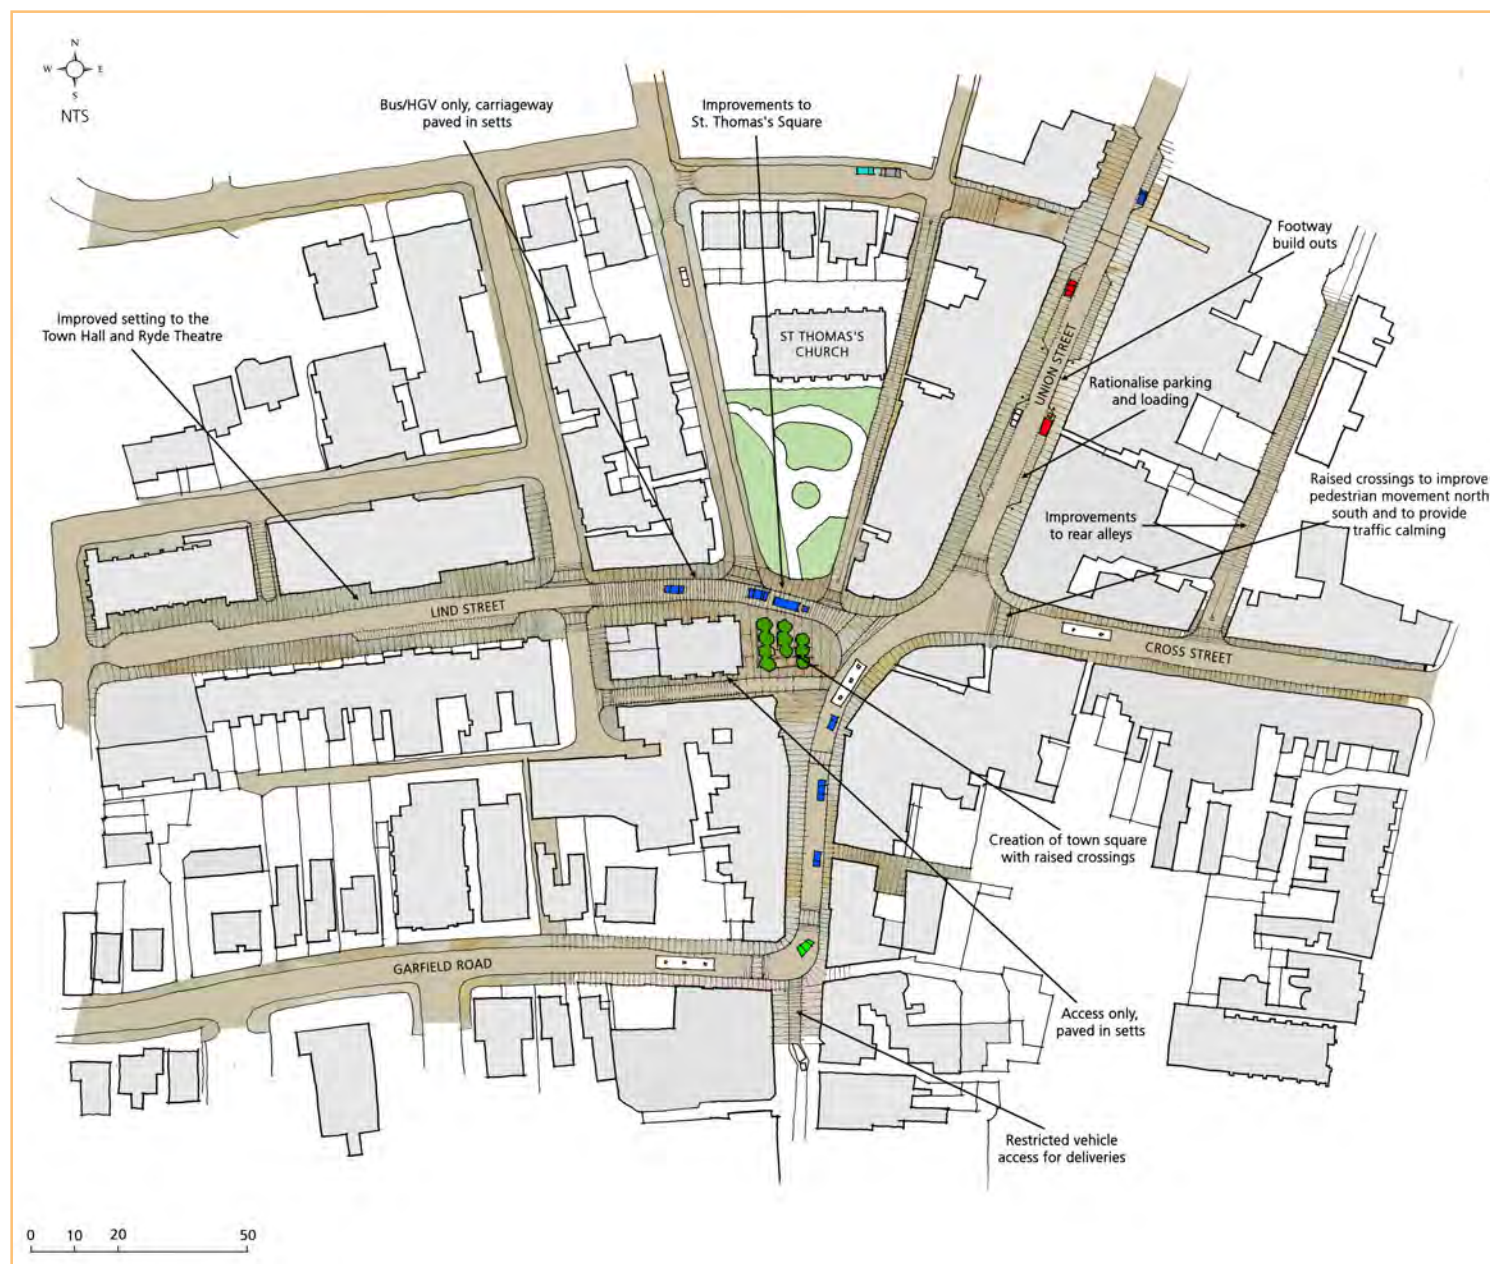 N
W E
S
NTS
Bus/HGV only, carriageway
paved in setts
Improvements to
St. Thomas's Square
Footway
build outs
Improved setting to the
Town Hall and Ryde Theatre
ST THOMAS'S
CHURCH
UNION STREET
Rationalise parking
and loading
Raised crossings to improve
pedestrian movement north
south and to provide
traffic calming
Improvements
to rear alleys
LIND STREET
CROSS STREET
Creation of town square
with raised crossings
GARFIELD ROAD
Access only,
paved in setts
Restricted vehicle
access for deliveries
0 10 20 50